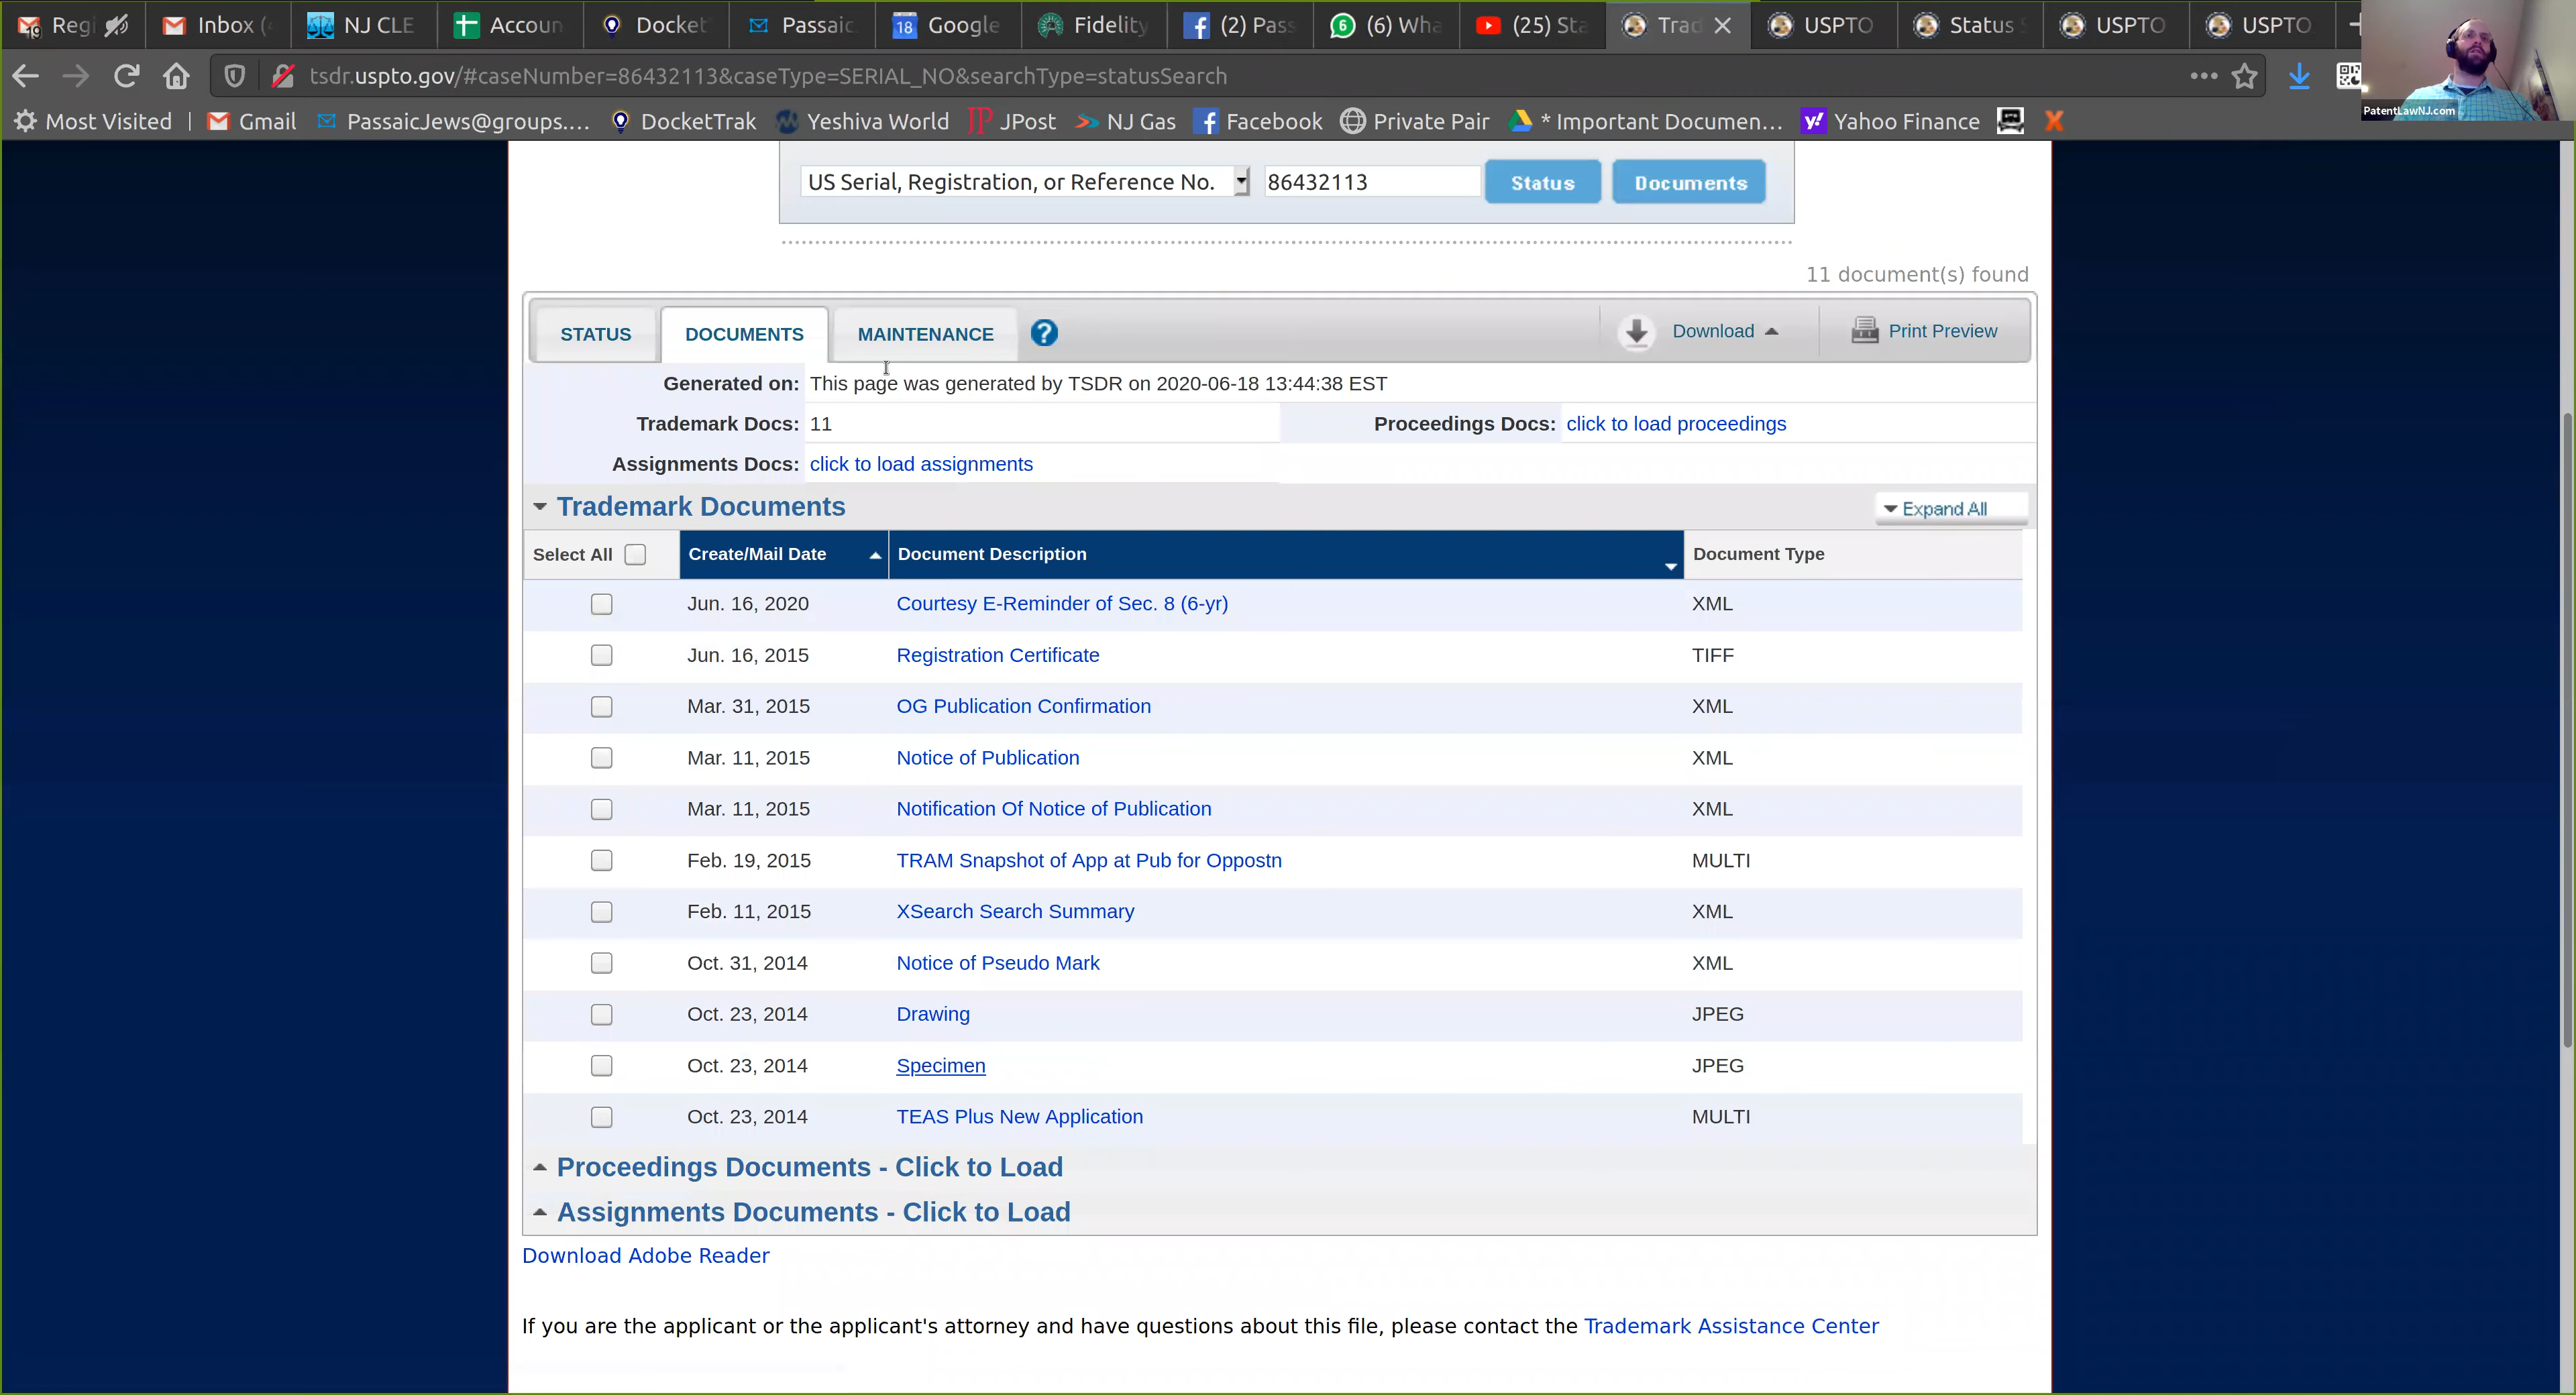 Regi Inbox ( NJ CLE Accoun Docket Passaic 18 Google Fidelity (2) Pass 6 (6) Wha (25) Sta Trad USPTO Status USPTO USPTO
tsdr.uspto.gov/#caseNumber=86432113&caseType=SERIAL_NO&searchType=statusSearch
PatentLawNJ.com
Most Visited Gmail PassaicJews@groups.... DocketTrak Yeshiva World JP JPost NJ Gas Facebook Private Pair * Important Documen... Yahoo Finance
US Serial, Registration, or Reference No. 86432113 Status Documents
11 document(s) found
STATUS DOCUMENTS MAINTENANCE ? Download Print Preview
Generated on: This page was generated by TSDR on 2020-06-18 13:44:38 EST
Trademark Docs: 11 Proceedings Docs: click to load proceedings
Assignments Docs: click to load assignments
Trademark Documents Expand All
Select All Create/Mail Date Document Description Document Type
Jun. 16, 2020 Courtesy E-Reminder of Sec. 8 (6-yr) XML
Jun. 16, 2015 Registration Certificate TIFF
Mar. 31, 2015 OG Publication Confirmation XML
Mar. 11, 2015 Notice of Publication XML
Mar. 11, 2015 Notification Of Notice of Publication XML
Feb. 19, 2015 TRAM Snapshot of App at Pub for Oppostn MULTI
Feb. 11, 2015 XSearch Search Summary XML
Oct. 31, 2014 Notice of Pseudo Mark XML
Oct. 23, 2014 Drawing JPEG
Oct. 23, 2014 Specimen JPEG
Oct. 23, 2014 TEAS Plus New Application MULTI
Proceedings Documents - Click to Load
Assignments Documents - Click to Load
Download Adobe Reader
If you are the applicant or the applicant's attorney and have questions about this file, please contact the Trademark Assistance Center